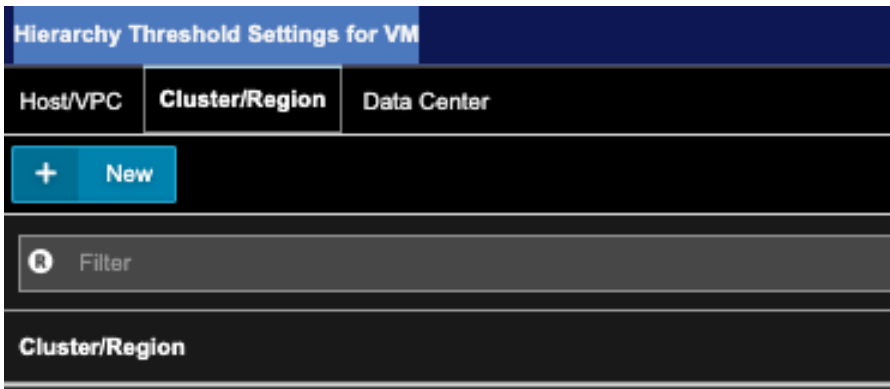 Hierarchy Threshold Settings for VM
Host/VPC Cluster/Region Data Center
+ New
R Filter
Cluster/Region